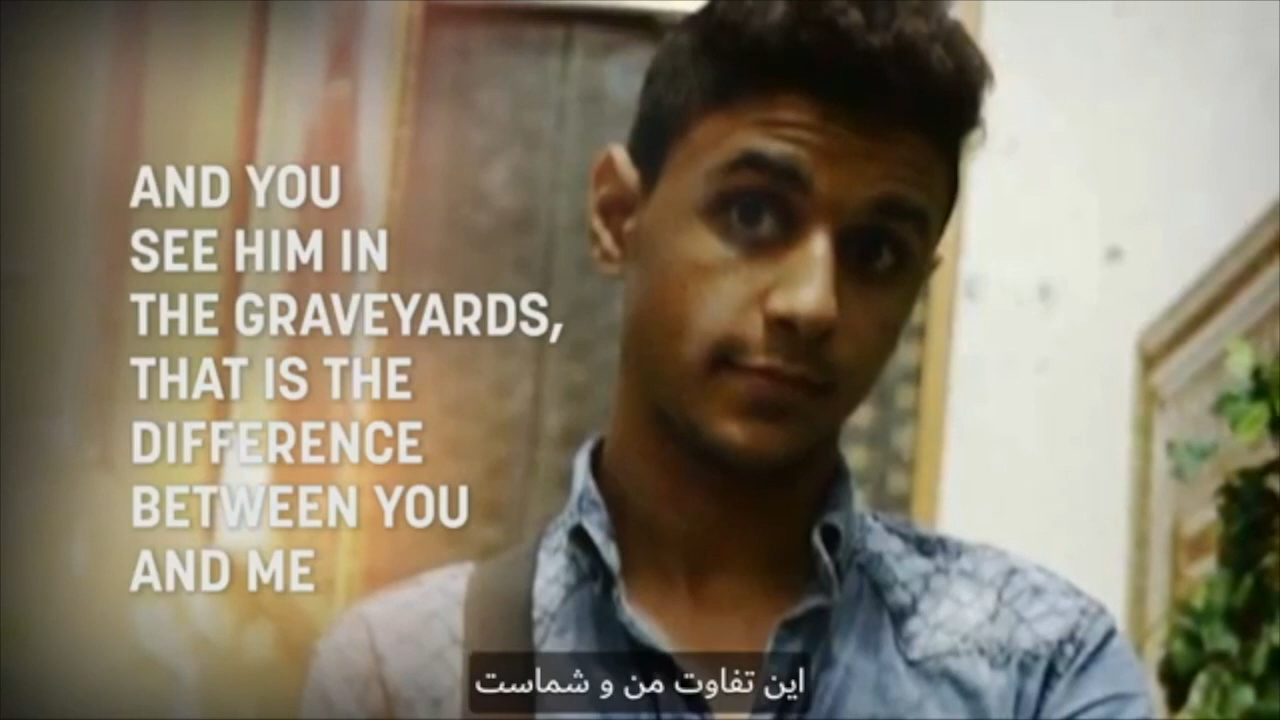 AND YOU
SEE HIM IN
THE GRAVEYARDS,
THAT IS THE
DIFFERENCE
BETWEEN YOU
AND ME
این تفاوت من و شماست